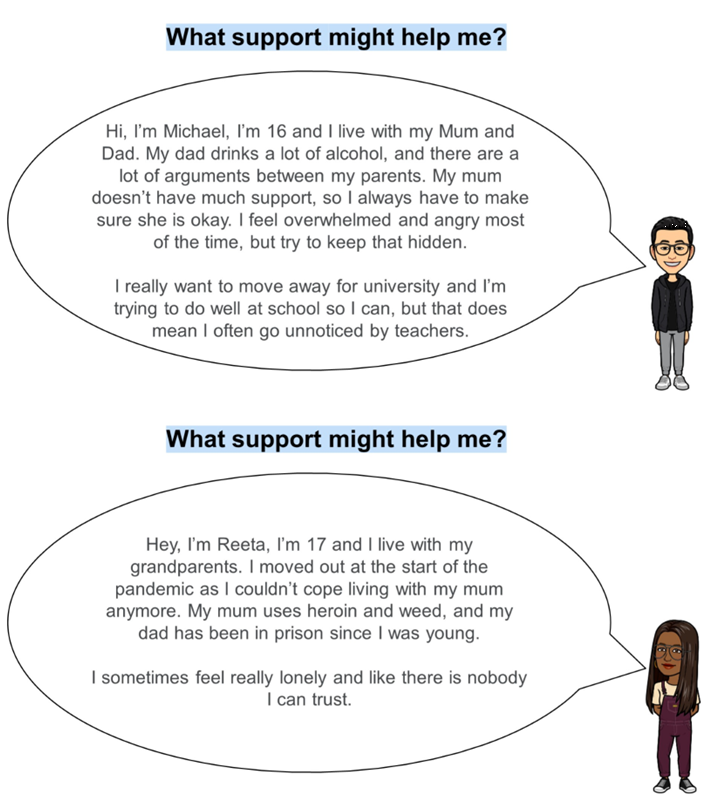 What support might help me?
Hi, I’m Michael, I’m 16 and I live with my Mum and
Dad. My dad drinks a lot of alcohol, and there are a
lot of arguments between my parents. My mum
doesn’t have much support, so I always have to make
sure she is okay. I feel overwhelmed and angry most
of the time, but try to keep that hidden.
I really want to move away for university and I’m
trying to do well at school so I can, but that does
mean I often go unnoticed by teachers.
What support might help me?
Hey, I’m Reeta, I’m 17 and I live with my
grandparents. I moved out at the start of the
pandemic as I couldn’t cope living with my mum
anymore. My mum uses heroin and weed, and my
dad has been in prison since I was young.
I sometimes feel really lonely and like there is nobody
I can trust.